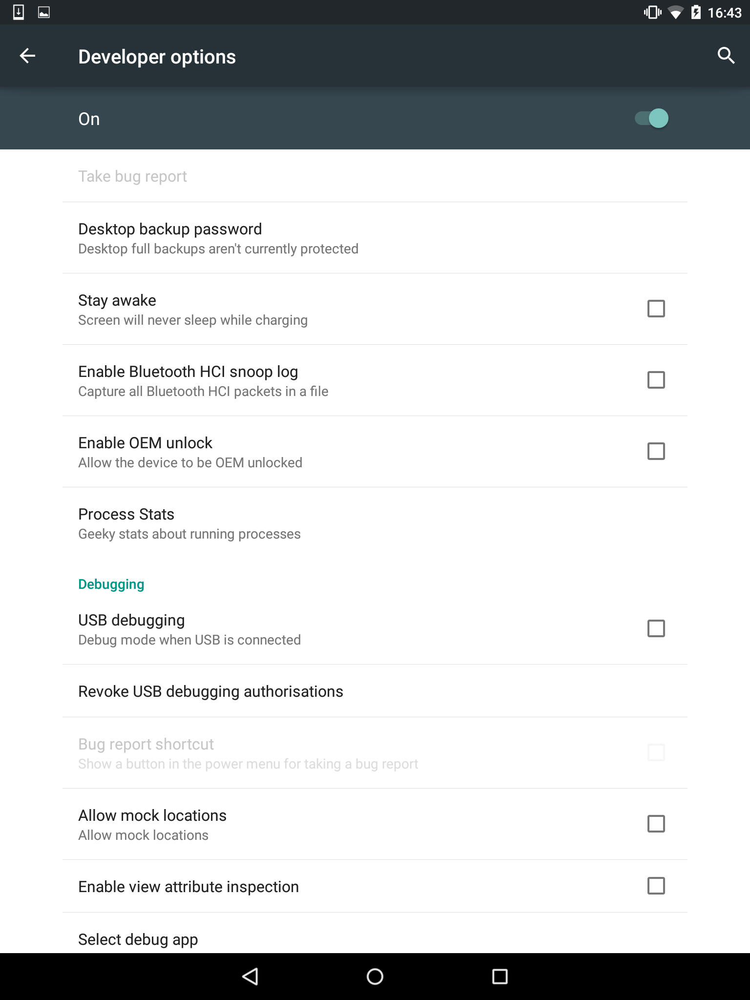 16:43
Developer options
On
Take bug report
Desktop backup password
Desktop full backups aren't currently protected
Stay awake
Screen will never sleep while charging
Enable Bluetooth HCI snoop log
Capture all Bluetooth HCI packets in a file
Enable OEM unlock
Allow the device to be OEM unlocked
Process Stats
Geeky stats about running processes
Debugging
USB debugging
Debug mode when USB is connected
Revoke USB debugging authorisations
Bug report shortcut
Show a button in the power menu for taking a bug report
Allow mock locations
Allow mock locations
Enable view attribute inspection
Select debug app